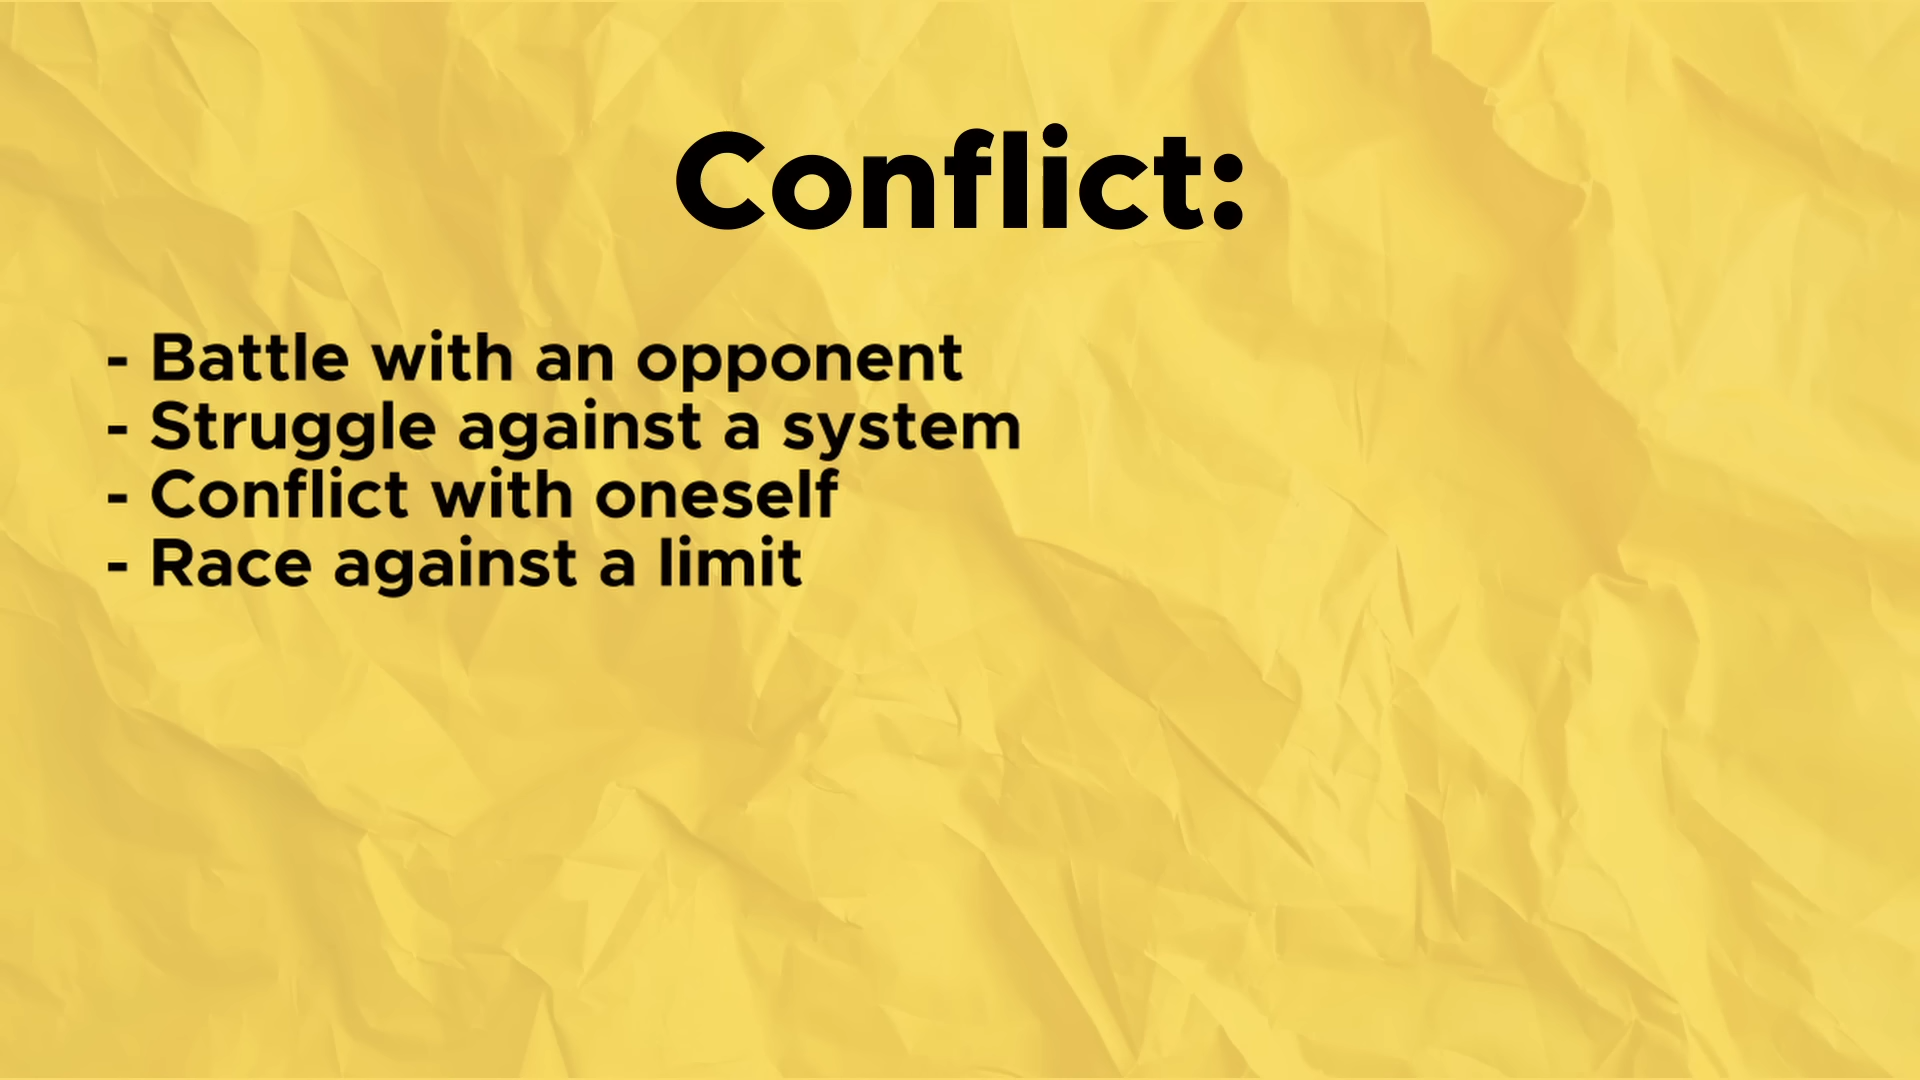 Conflict:
- Battle with an opponent
- Struggle against a system
- Conflict with oneself
- Race against a limit